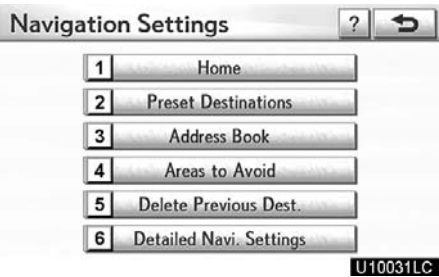 Navigation Settings ?
1 Home
2 Preset Destinations
3 Address Book
4 Areas to Avoid
5 Delete Previous Dest.
6 Detailed Navi. Settings
U10031LC